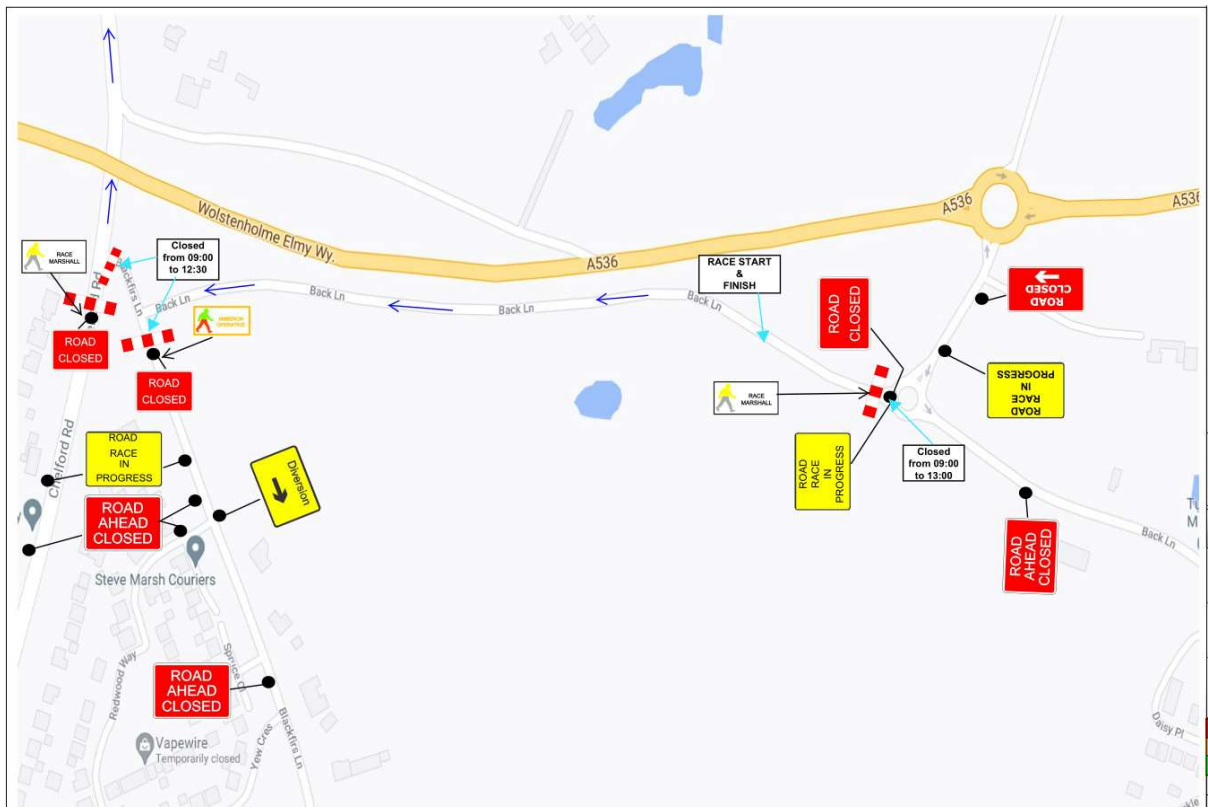 A536
A536
Wolstenholme Elmy Wy.
A536
RACE
MARSHALL
Closed
from 09:00
to 12:30
RACE START
&
FINISH
ROAD
CLOSED
Blackfirs Ln
Back Ln
Back Ln
Back Ln
Back Ln
ROAD
CLOSED
AMBERON
OPERATIVE
ROAD
CLOSED
ROAD
CLOSED
ROAD
RACE
IN
PROGRESS
RACE
MARSHALL
ROAD
RACE
IN
PROGRESS
Closed
from 09:00
to 13:00
Chelford Rd
ROAD
RACE
IN
PROGRESS
Diversion
ROAD
AHEAD
CLOSED
ROAD
AHEAD
CLOSED
Back Ln
Steve Marsh Couriers
Redwood Way
Spruce Cl
ROAD
AHEAD
CLOSED
Blackfirs Ln
Yew Cres
Vapewire
Temporarily closed
Daisy Pl